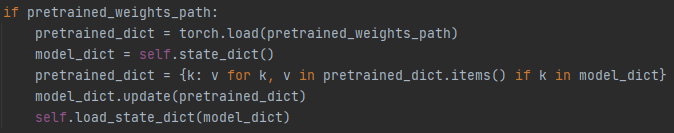 if pretrained_weights_path:
    pretrained_dict = torch.load(pretrained_weights_path)
    model_dict = self.state_dict()
    pretrained_dict = {k: v for k, v in pretrained_dict.items() if k in model_dict}
    model_dict.update(pretrained_dict)
    self.load_state_dict(model_dict)